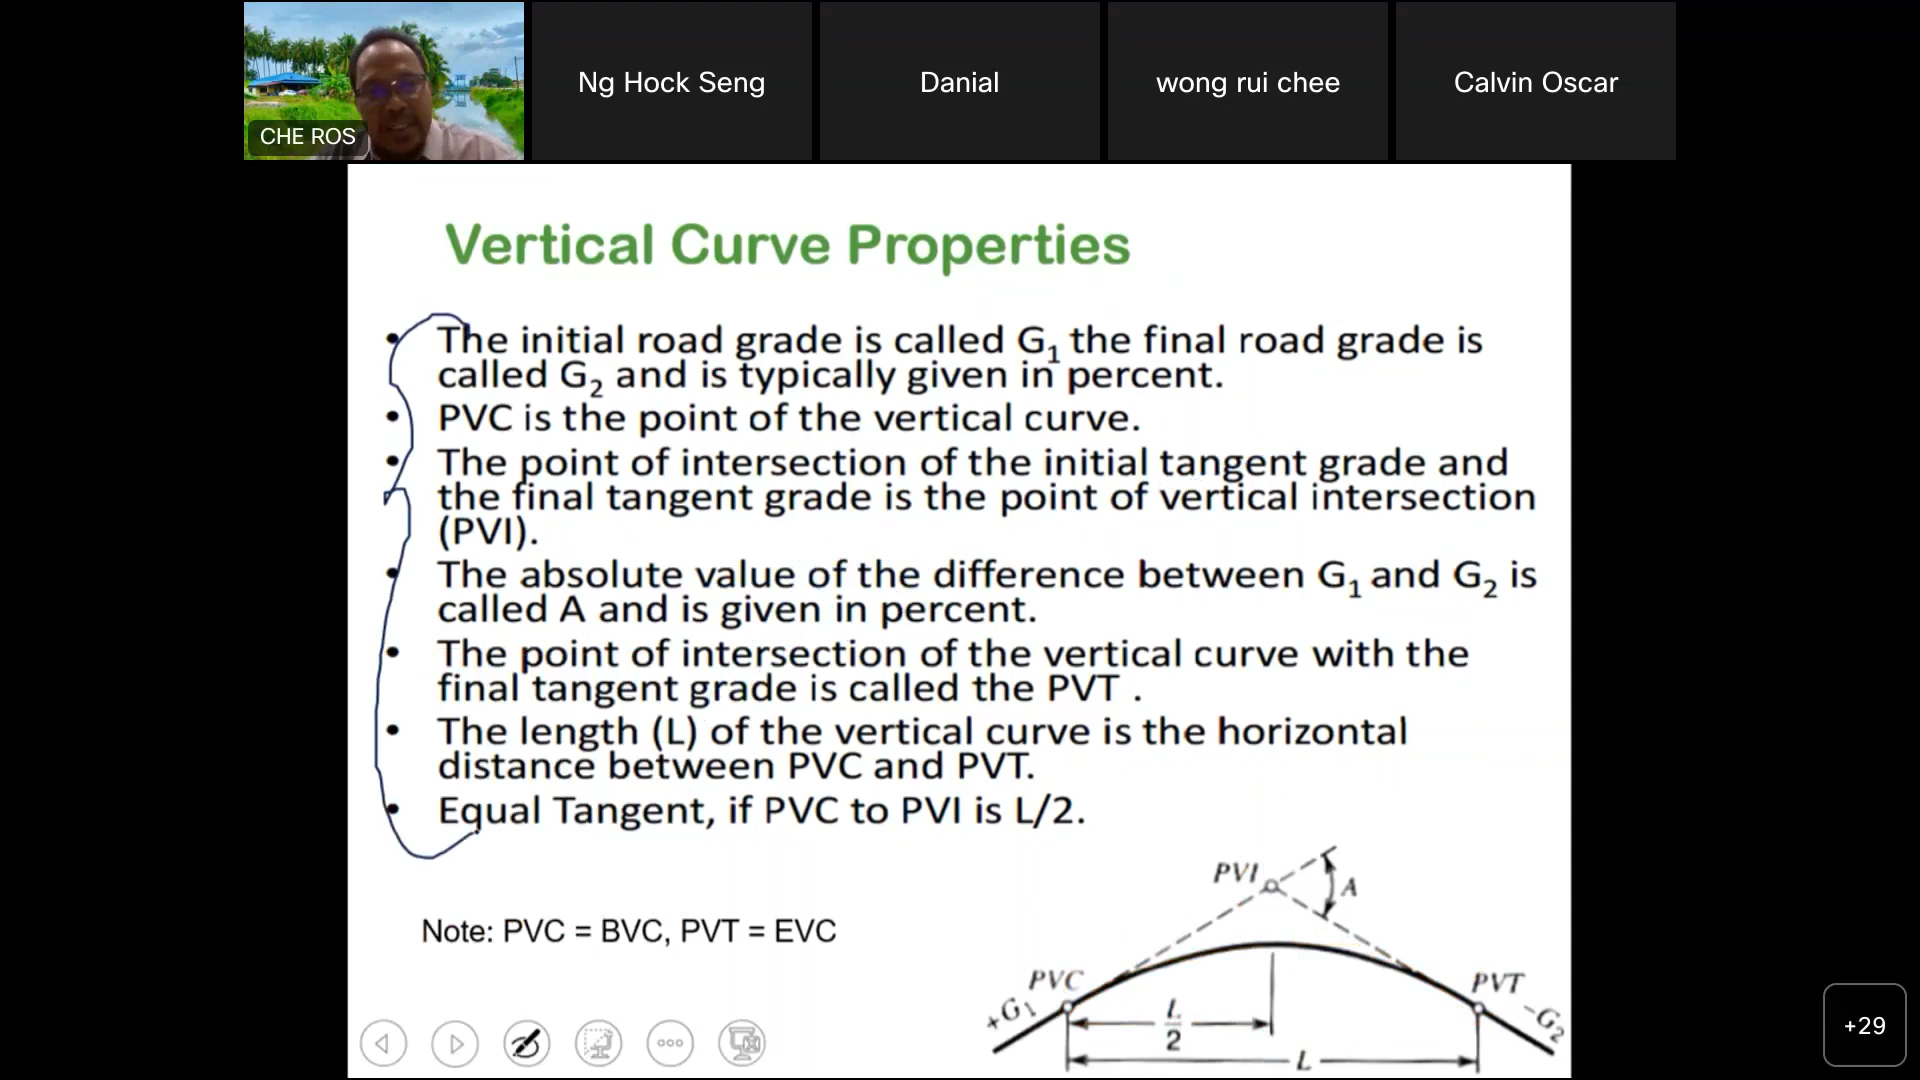 CHE ROS
Ng Hock Seng
Danial
wong rui chee
Calvin Oscar
Vertical Curve Properties
• The initial road grade is called G₁ the final road grade is
called G₂ and is typically given in percent.
• PVC is the point of the vertical curve.
• The point of intersection of the initial tangent grade and
the final tangent grade is the point of vertical intersection
(PVI).
• The absolute value of the difference between G₁ and G₂ is
called A and is given in percent.
• The point of intersection of the vertical curve with the
final tangent grade is called the PVT .
• The length (L) of the vertical curve is the horizontal
distance between PVC and PVT.
• Equal Tangent, if PVC to PVI is L/2.
Note: PVC = BVC, PVT = EVC
PVI
A
PVC
PVT
+G₁
-G₂
L
2
L
+29